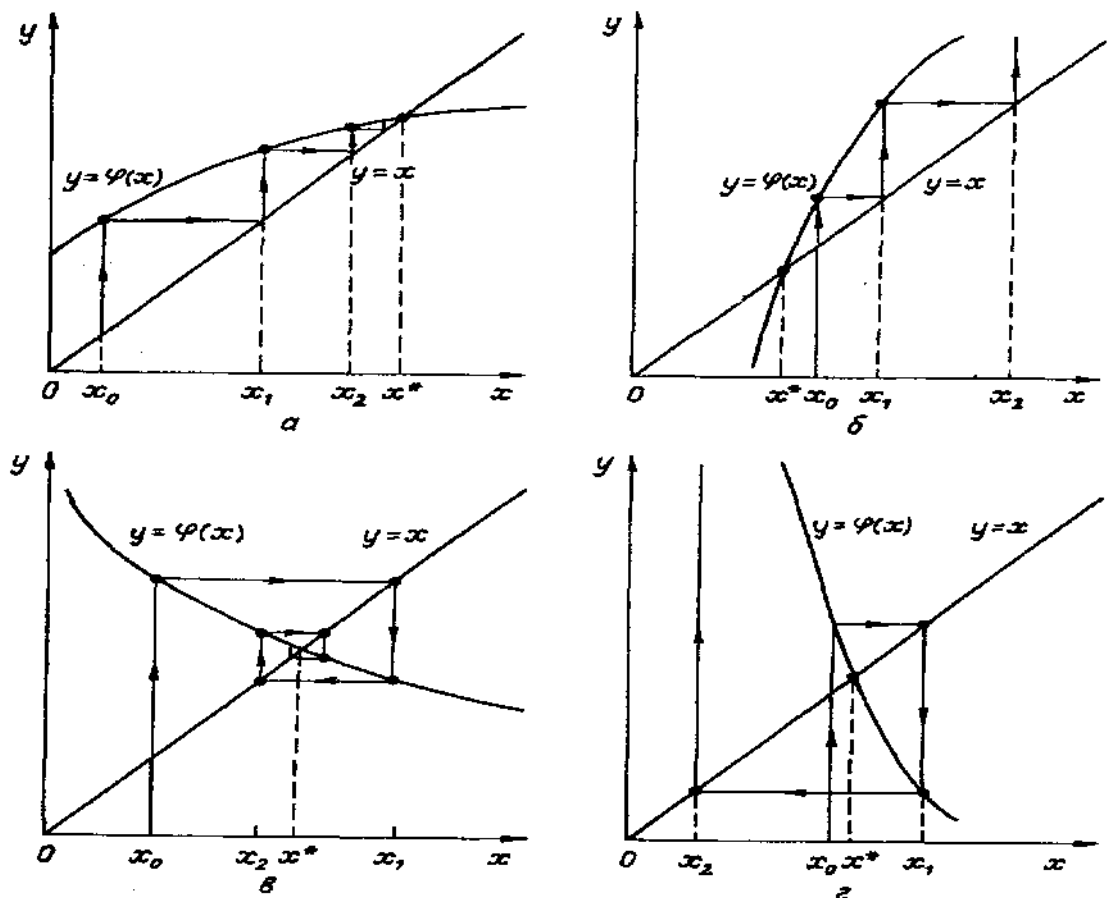 y
y = φ(x)
y = x
0
x₀
x₁
x₂
x*
x
а
y
y = φ(x)
y = x
0
x*
x₀
x₁
x₂
x
б
y
y = φ(x)
y = x
0
x₀
x₂
x*
x₁
x
в
y
y = φ(x)
y = x
0
x₂
x₀
x*
x₁
x
г